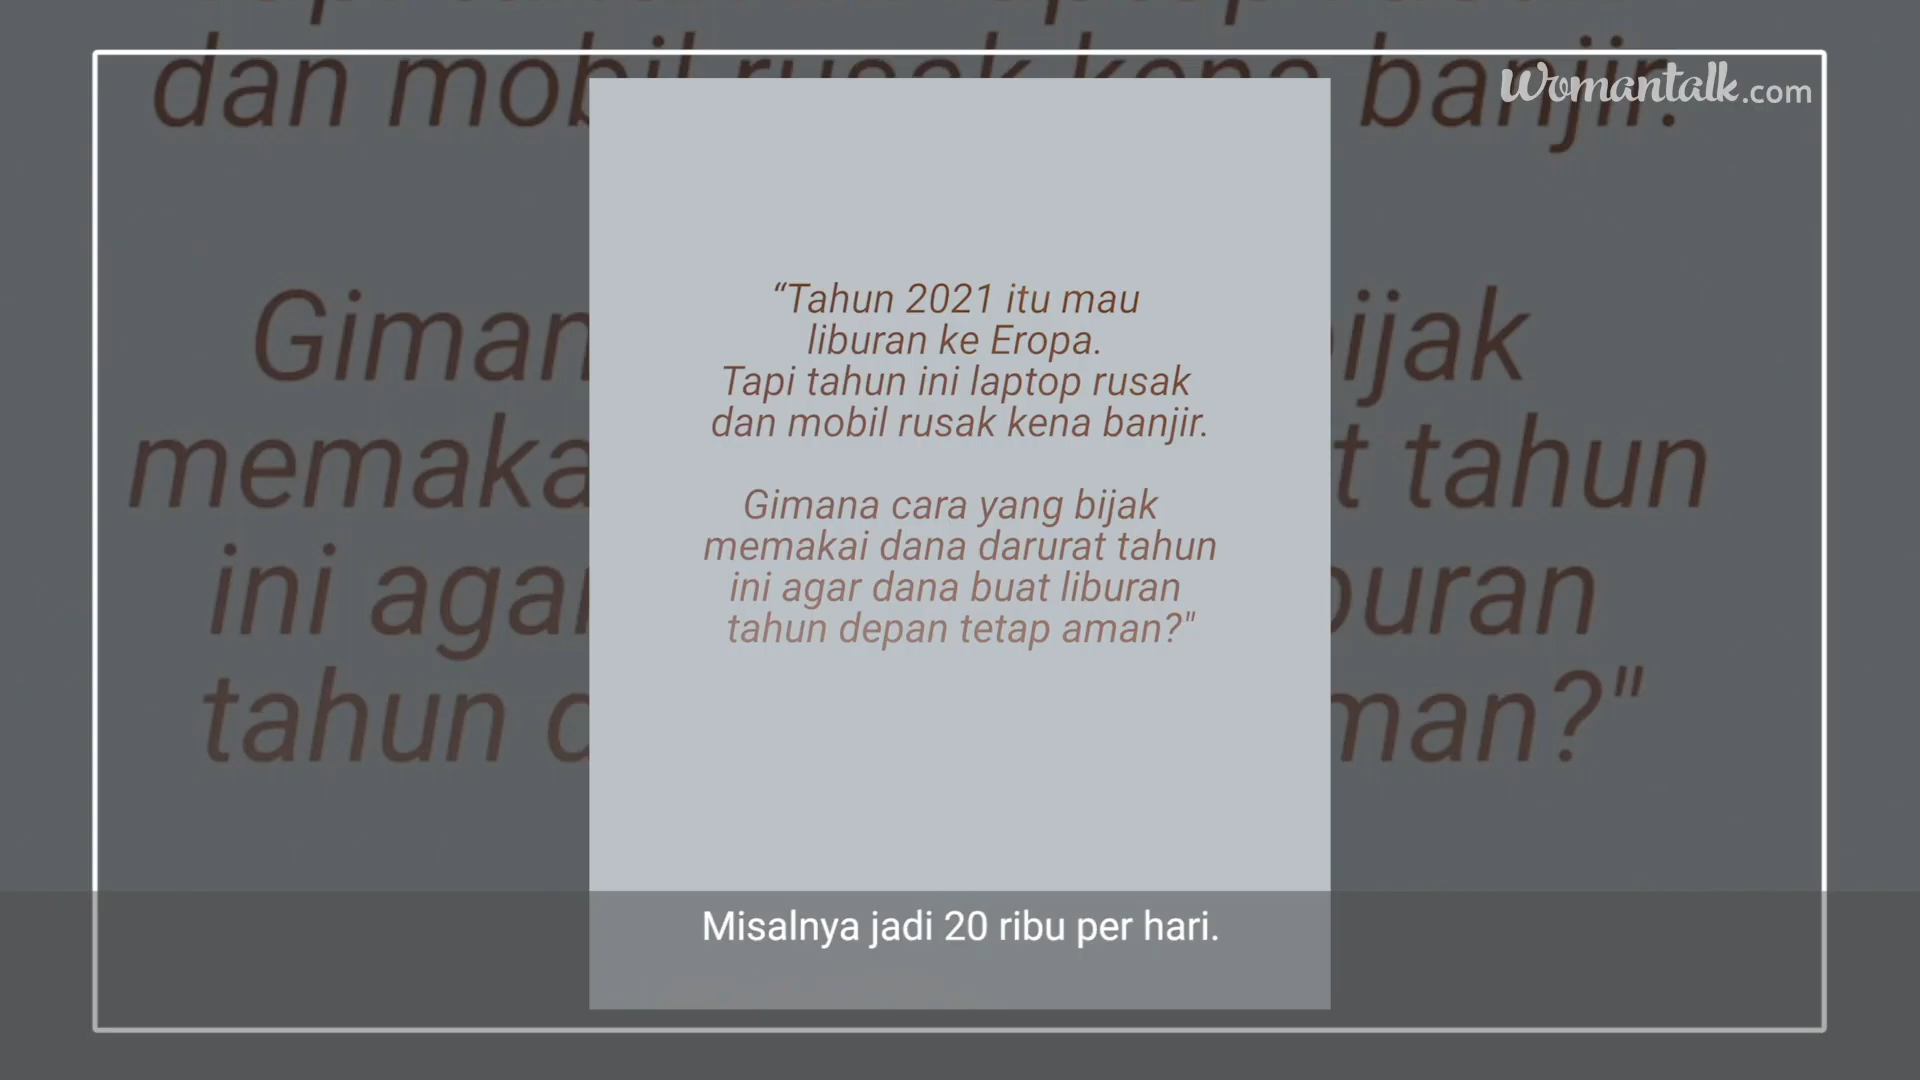 Womantalk.com
“Tahun 2021 itu mau
liburan ke Eropa.
Tapi tahun ini laptop rusak
dan mobil rusak kena banjir.
Gimana cara yang bijak
memakai dana darurat tahun
ini agar dana buat liburan
tahun depan tetap aman?"
Misalnya jadi 20 ribu per hari.